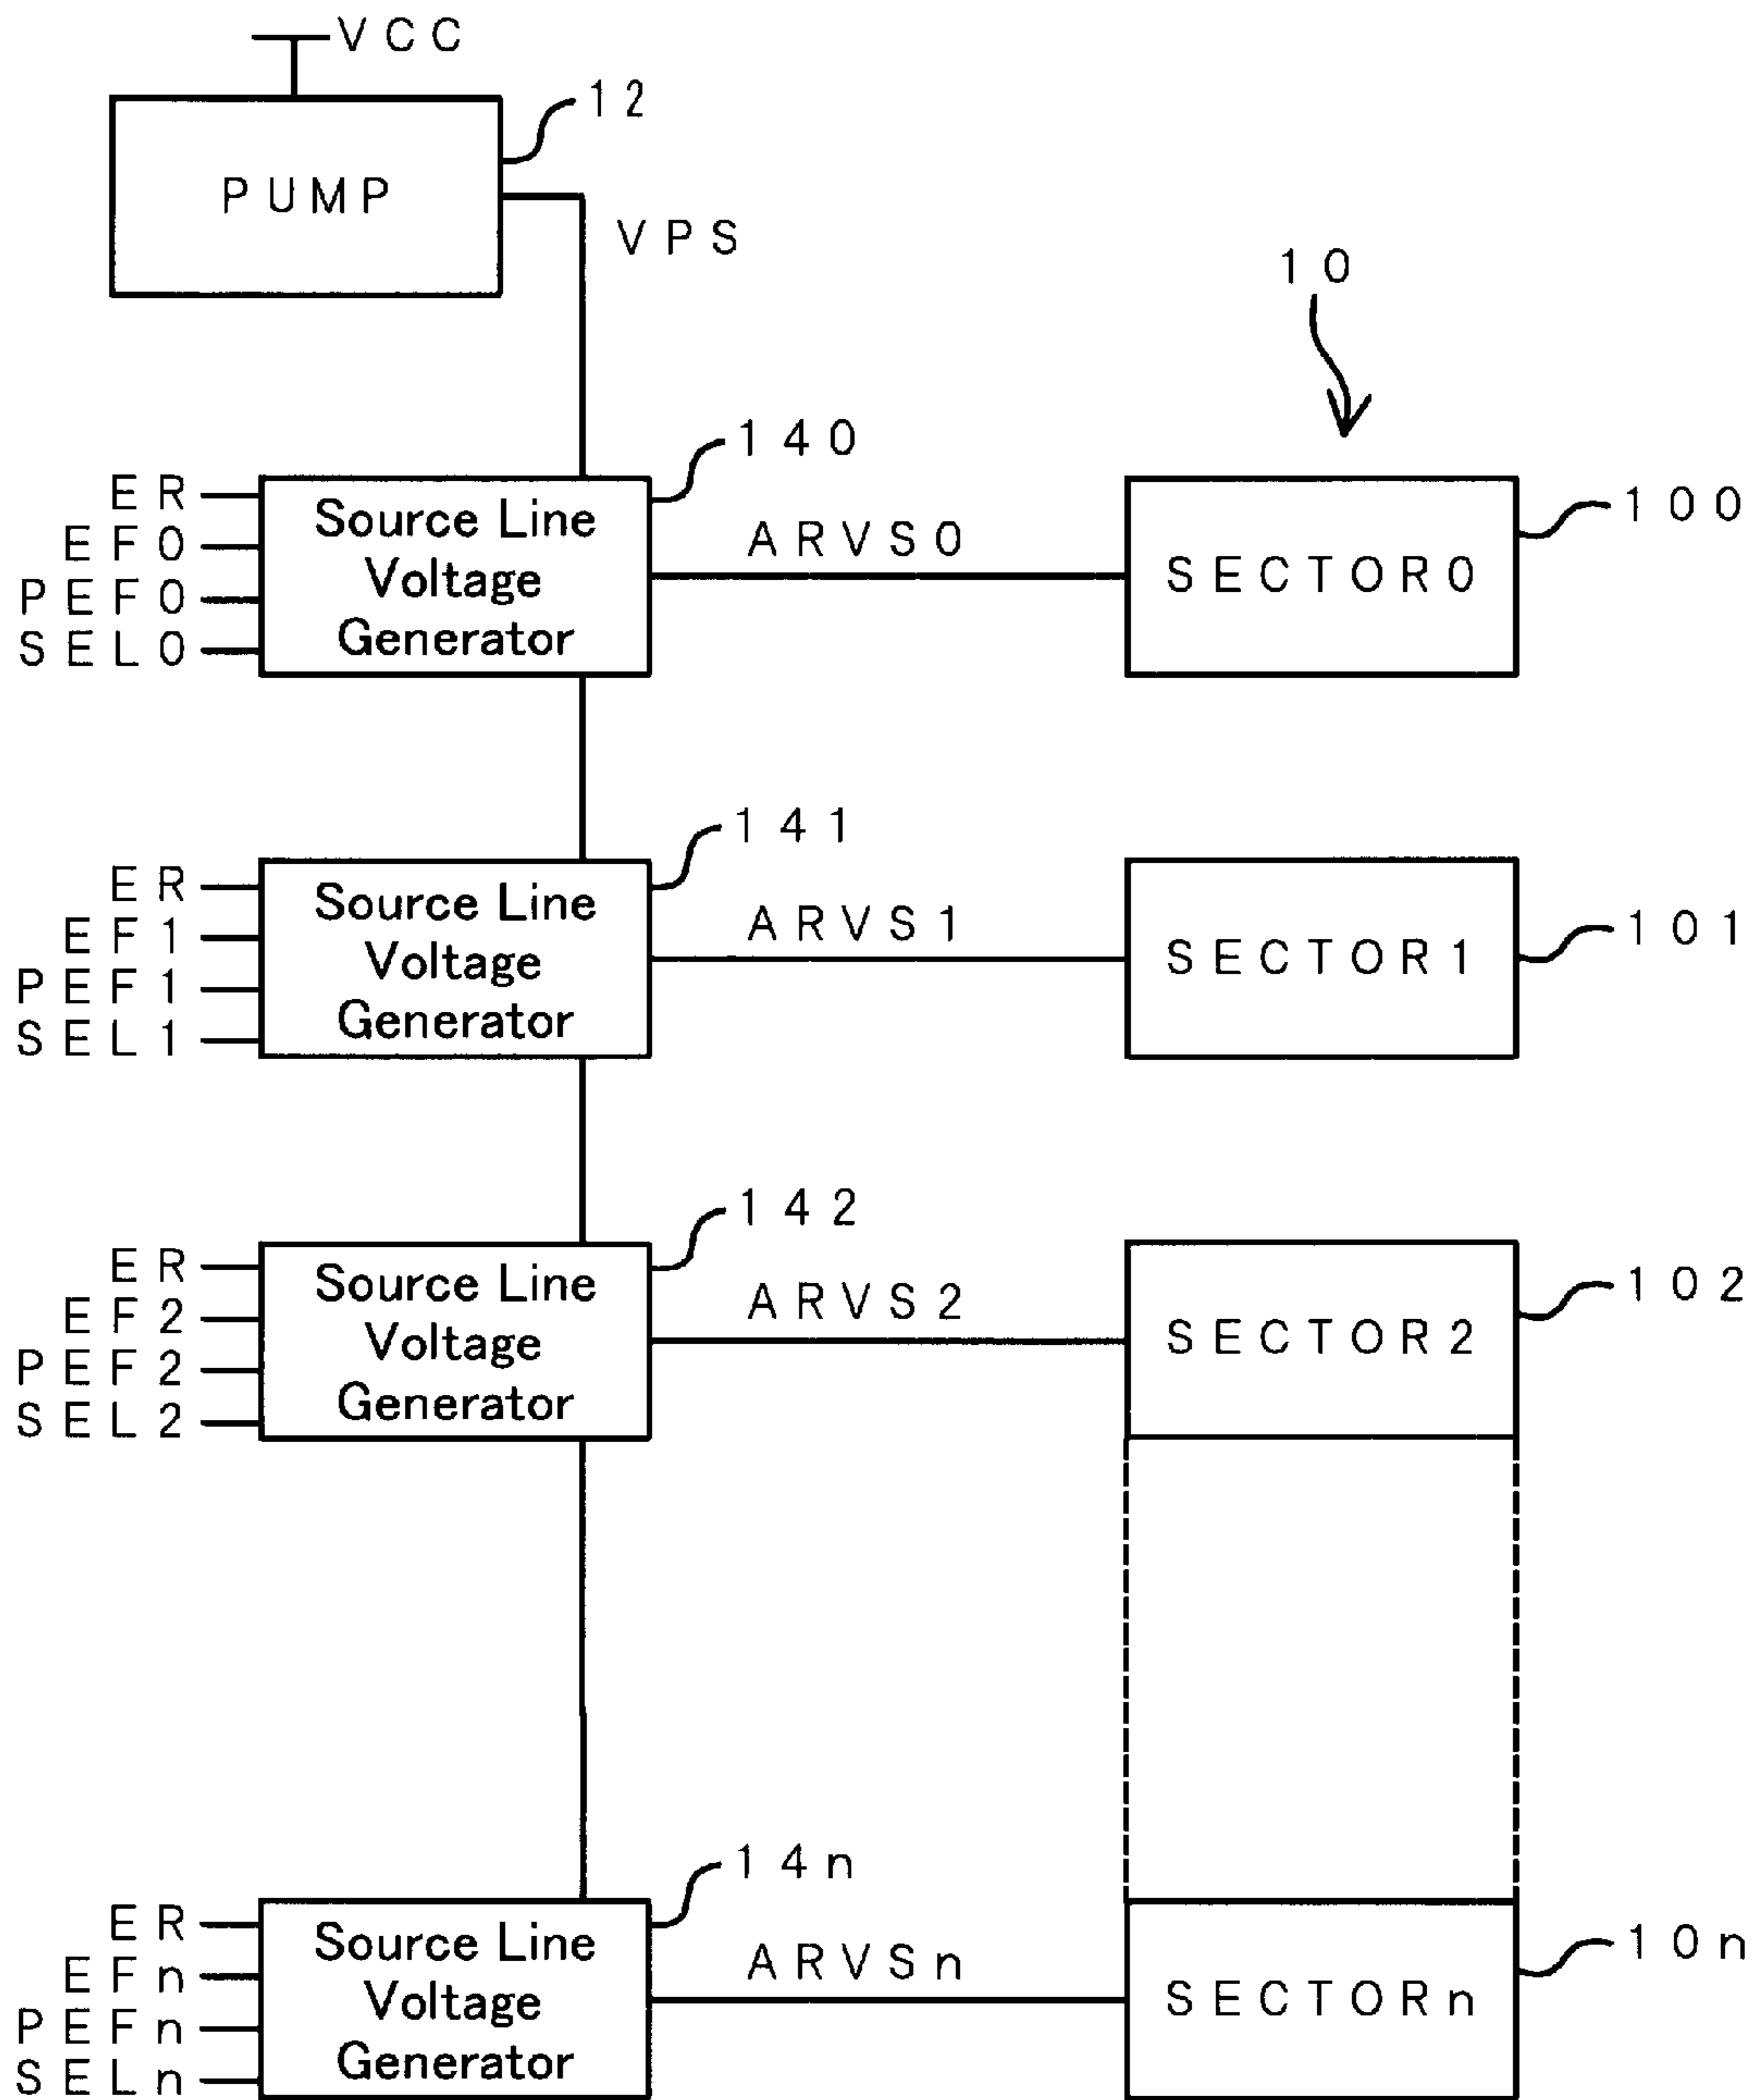 VCC
12
PUMP
VPS
10
140
ER
EF0
PEF0
SEL0
Source Line
Voltage
Generator
ARVS0
SECTOR0
100
141
ER
EF1
PEF1
SEL1
Source Line
Voltage
Generator
ARVS1
SECTOR1
101
142
ER
EF2
PEF2
SEL2
Source Line
Voltage
Generator
ARVS2
SECTOR2
102
14n
ER
EFn
PEFn
SELn
Source Line
Voltage
Generator
ARVSn
SECTORn
10n